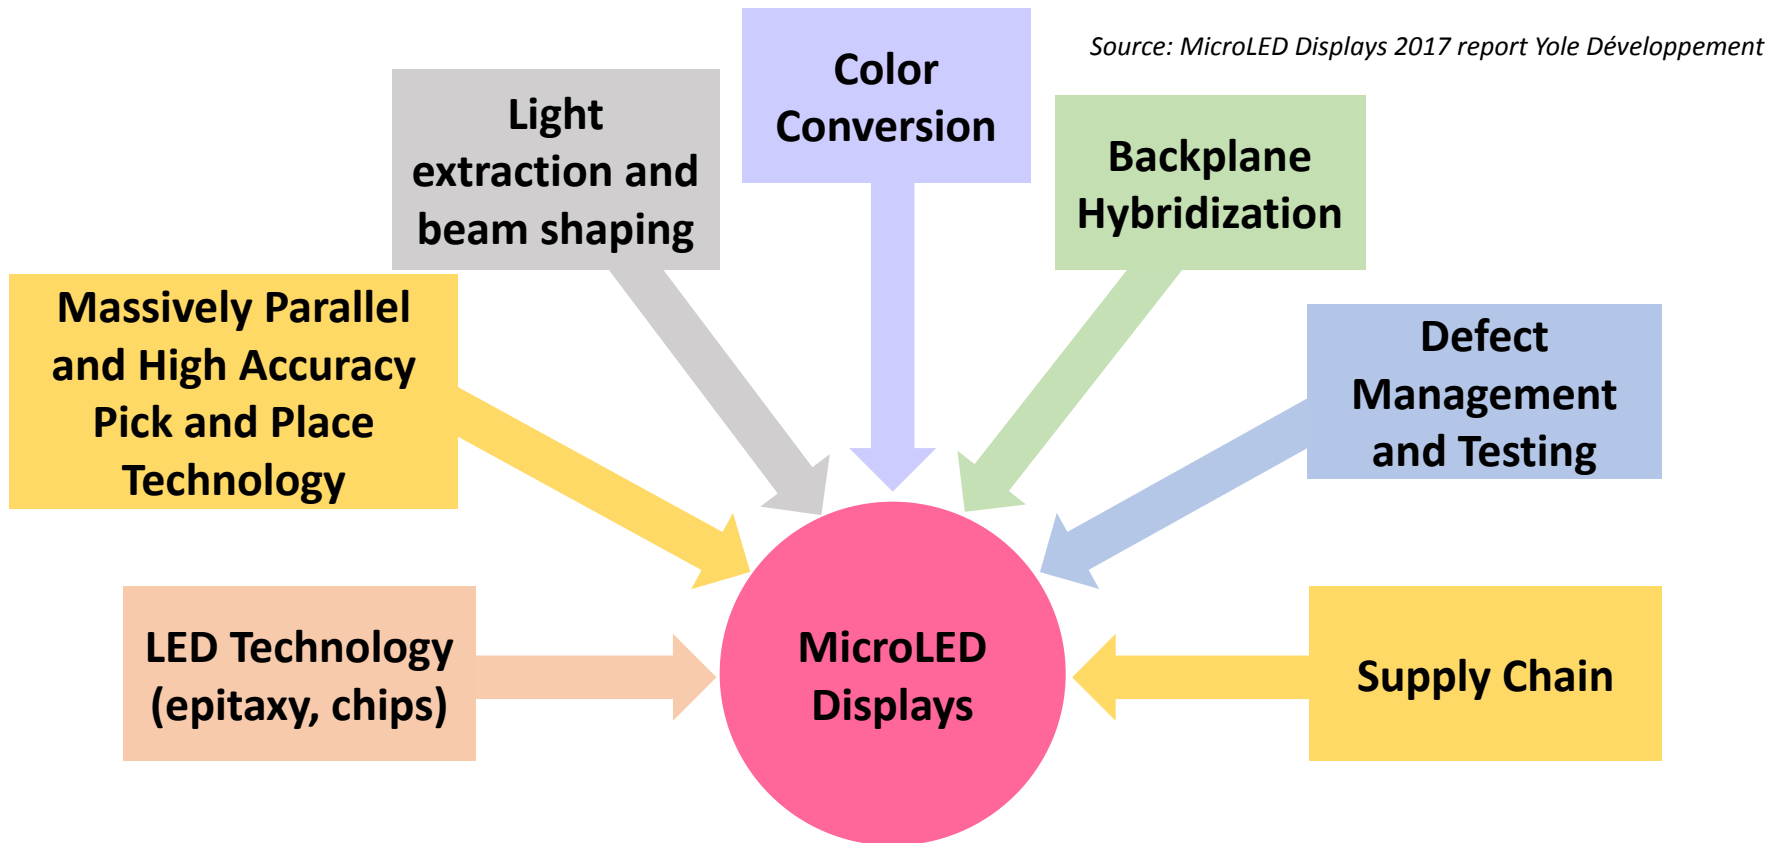 Source: MicroLED Displays 2017 report Yole Développement
Color
Conversion
Light
extraction and
beam shaping
Backplane
Hybridization
Massively Parallel
and High Accuracy
Pick and Place
Technology
Defect
Management
and Testing
LED Technology
(epitaxy, chips)
MicroLED
Displays
Supply Chain